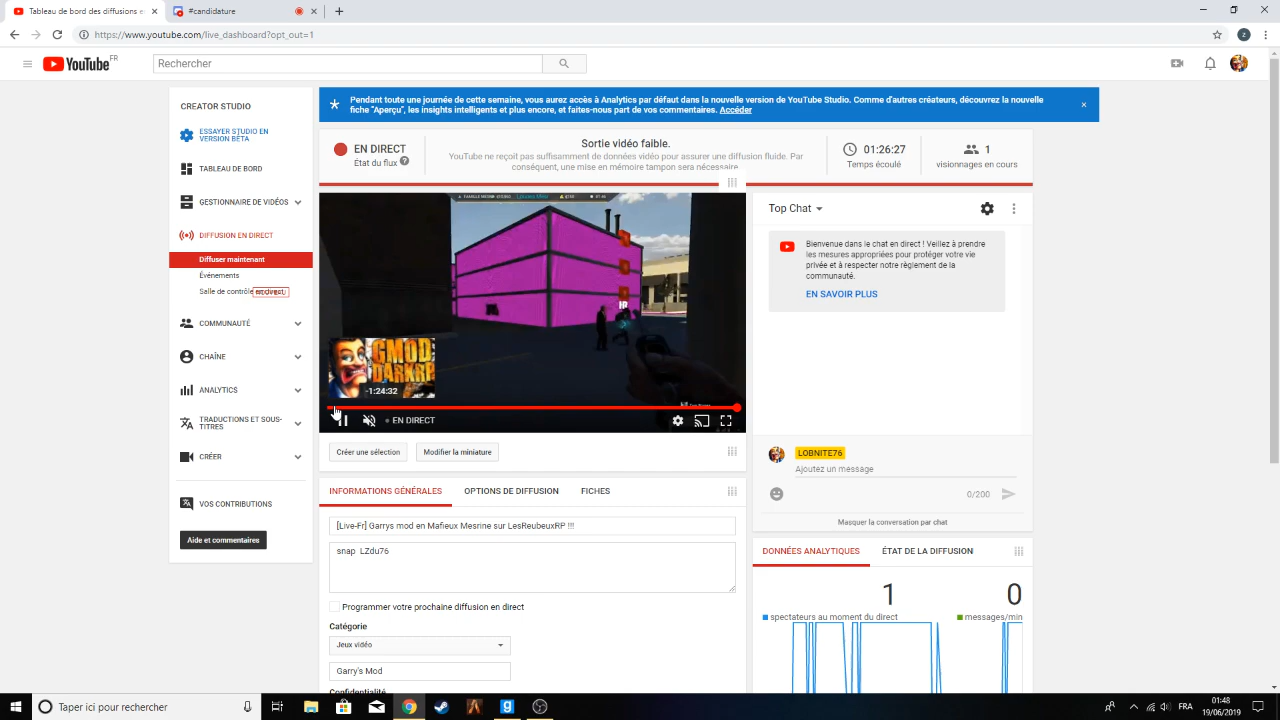 Tableau de bord des diffusions e
#candidature
https://www.youtube.com/live_dashboard?opt_out=1
YouTube FR
Rechercher
CREATOR STUDIO
ESSAYER STUDIO EN
VERSION BÊTA
TABLEAU DE BORD
GESTIONNAIRE DE VIDÉOS
DIFFUSION EN DIRECT
Diffuser maintenant
Événements
Salle de contrôle en direct
COMMUNAUTÉ
CHAÎNE
ANALYTICS
TRADUCTIONS ET SOUS-
TITRES
CRÉER
VOS CONTRIBUTIONS
Aide et commentaires
Pendant toute une journée de cette semaine, vous aurez accès à Analytics par défaut dans la nouvelle version de YouTube Studio. Comme d'autres créateurs, découvrez la nouvelle
fiche "Aperçu", les insights intelligents et plus encore, et faites-nous part de vos commentaires. Accéder
EN DIRECT
État du flux
Sortie vidéo faible.
YouTube ne reçoit pas suffisamment de données vidéo pour assurer une diffusion fluide. Par
conséquent, une mise en mémoire tampon sera nécessaire.
01:26:27
Temps écoulé
1
visionnages en cours
GMOD
DARKRP
-1:24:32
EN DIRECT
Créer une sélection
Modifier la miniature
INFORMATIONS GÉNÉRALES
OPTIONS DE DIFFUSION
FICHES
[Live-Fr] Garrys mod en Mafieux Mesrine sur LesReubeuxRP !!!
snap LZdu76
Programmer votre prochaine diffusion en direct
Catégorie
Jeux vidéo
Garry's Mod
Confidentialité
Top Chat
Bienvenue dans le chat en direct ! Veillez à prendre
les mesures appropriées pour protéger votre vie
privée et à respecter notre règlement de la
communauté.
EN SAVOIR PLUS
LOBNITE76
Ajoutez un message
0/200
Masquer la conversation par chat
DONNÉES ANALYTIQUES
ÉTAT DE LA DIFFUSION
1
spectateurs au moment du direct
0
messages/min
Taper ici pour rechercher
FRA
01:48
19/06/2019